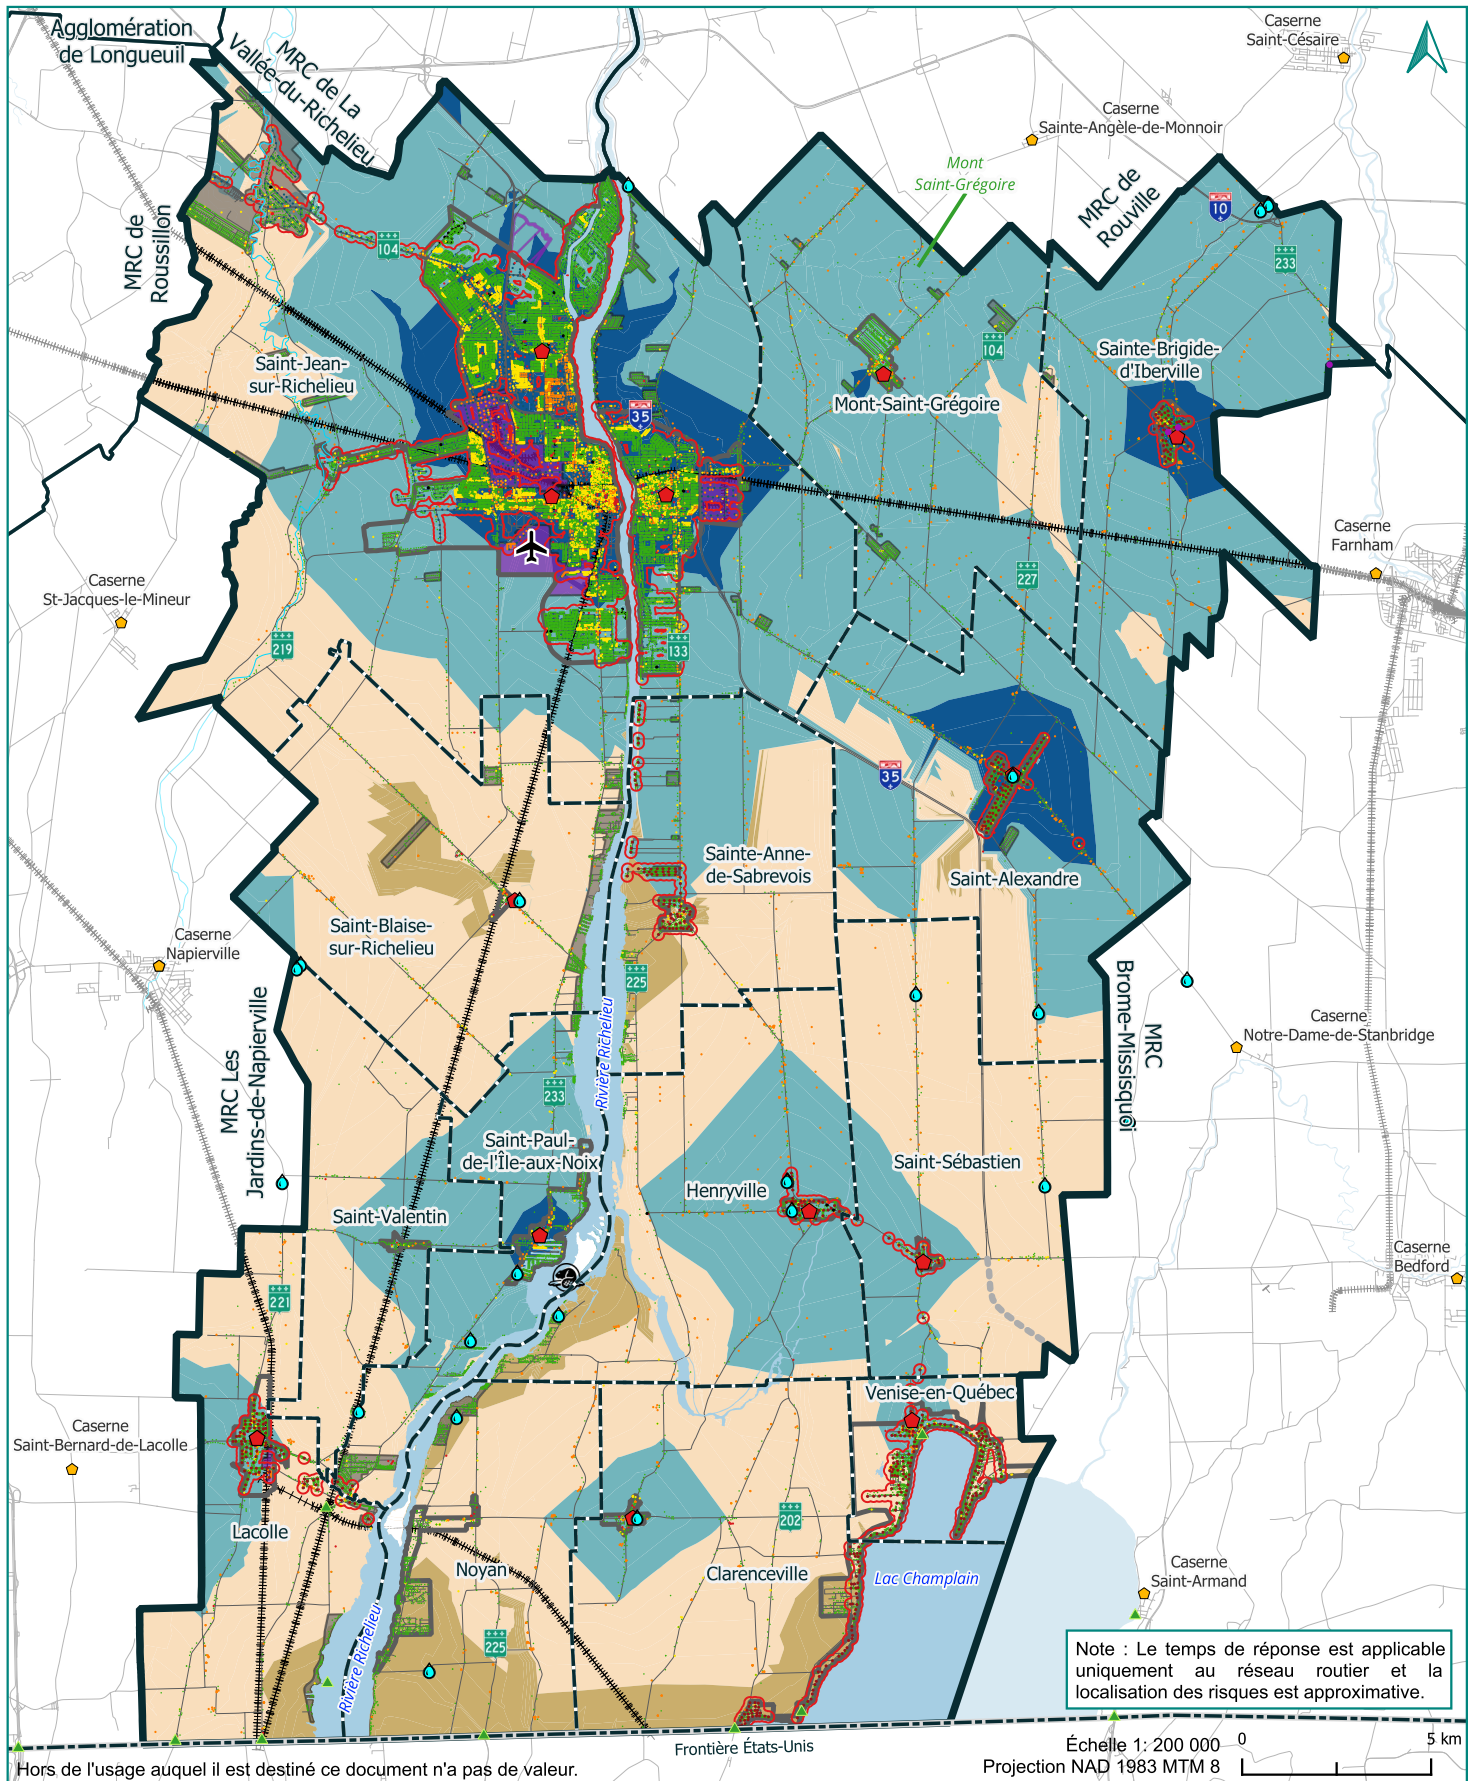 Agglomération
de Longueuil
MRC de La
Vallée-du-Richelieu
Caserne
Saint-Césaire
Caserne
Sainte-Angèle-de-Monnoir
Mont
Saint-Grégoire
MRC de
Rouville
10
233
MRC de
Roussillon
104
104
Saint-Jean-
sur-Richelieu
Sainte-Brigide-
d'Iberville
35
Mont-Saint-Grégoire
Caserne
Farnham
Caserne
St-Jacques-le-Mineur
227
219
133
35
Sainte-Anne-
de-Sabrevois
Saint-Alexandre
Saint-Blaise-
sur-Richelieu
Caserne
Napierville
225
MRC Les
Jardins-de-Napierville
Rivière Richelieu
MRC
Brome-Missisquoi
Caserne
Notre-Dame-de-Stanbridge
233
Saint-Paul-
de-l'Île-aux-Noix
Saint-Sébastien
Henryville
Saint-Valentin
Caserne
Bedford
221
Venise-en-Québec
Caserne
Saint-Bernard-de-Lacolle
202
Lacolle
Noyan
Clarenceville
Lac Champlain
Caserne
Saint-Armand
225
Rivière Richelieu
Note : Le temps de réponse est applicable
uniquement au réseau routier et la
localisation des risques est approximative.
Frontière États-Unis
Échelle 1: 200 000
Projection NAD 1983 MTM 8
0
5 km
Hors de l'usage auquel il est destiné ce document n'a pas de valeur.